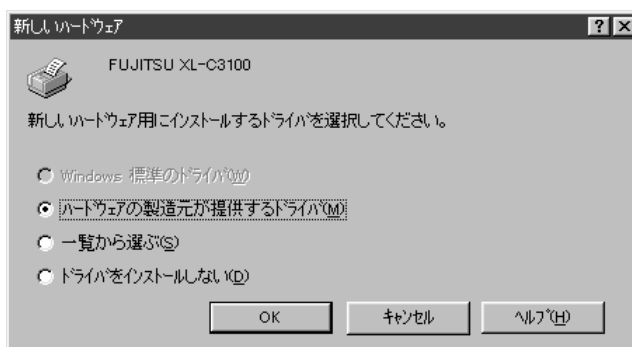 新しいﾊｰﾄﾞｳｪｱ
FUJITSU XL-C3100
新しいﾊｰﾄﾞｳｪｱ用にｲﾝｽﾄｰﾙするﾄﾞﾗｲﾊﾞを選択してください。
Windows 標準のﾄﾞﾗｲﾊﾞ(W)
ﾊｰﾄﾞｳｪｱの製造元が提供するﾄﾞﾗｲﾊﾞ(M)
一覧から選ぶ(S)
ﾄﾞﾗｲﾊﾞをｲﾝｽﾄｰﾙしない(D)
OK ｷｬﾝｾﾙ ﾍﾙﾌﾟ(H)